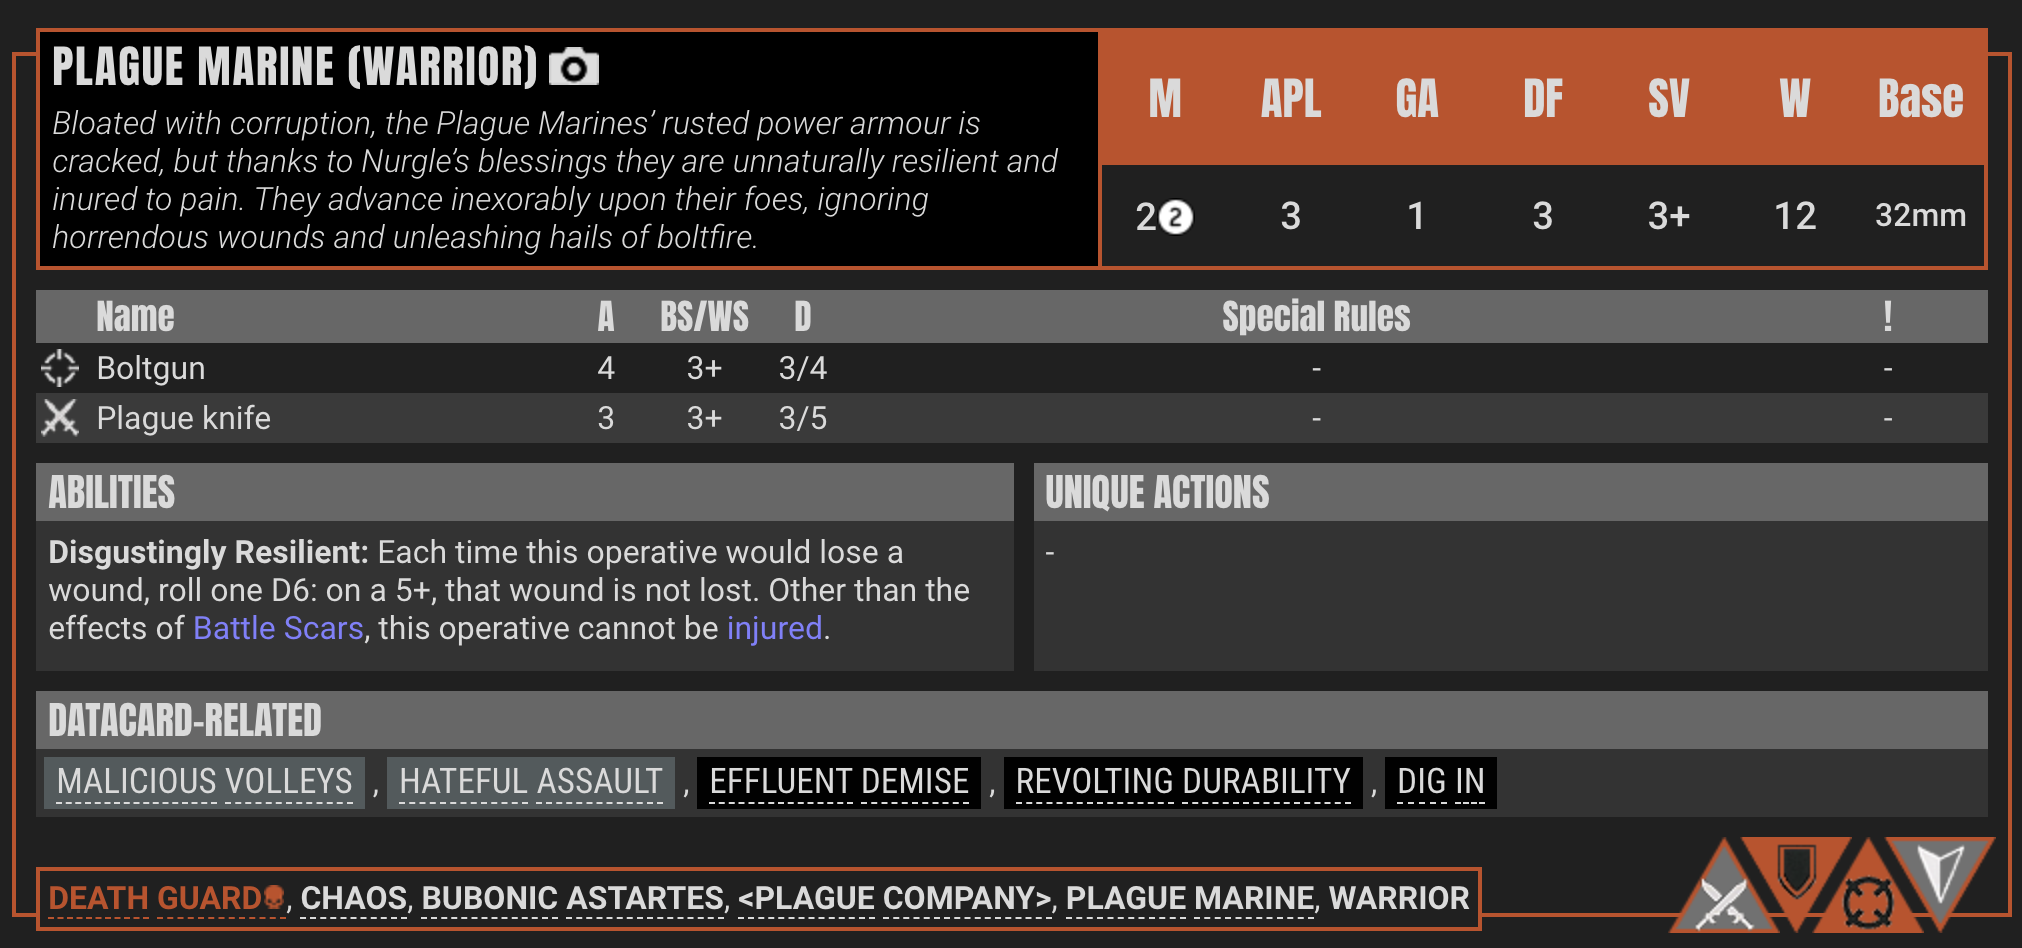 PLAGUE MARINE (WARRIOR)
Bloated with corruption, the Plague Marines’ rusted power armour is
cracked, but thanks to Nurgle’s blessings they are unnaturally resilient and
inured to pain. They advance inexorably upon their foes, ignoring
horrendous wounds and unleashing hails of boltfire.
M APL GA DF SV W Base
2② 3 1 3 3+ 12 32mm
Name A BS/WS D Special Rules !
Boltgun 4 3+ 3/4 - -
Plague knife 3 3+ 3/5 - -
ABILITIES
Disgustingly Resilient: Each time this operative would lose a
wound, roll one D6: on a 5+, that wound is not lost. Other than the
effects of Battle Scars, this operative cannot be injured.
UNIQUE ACTIONS
-
DATACARD-RELATED
MALICIOUS VOLLEYS , HATEFUL ASSAULT , EFFLUENT DEMISE , REVOLTING DURABILITY , DIG IN
DEATH GUARD, CHAOS, BUBONIC ASTARTES, <PLAGUE COMPANY>, PLAGUE MARINE, WARRIOR